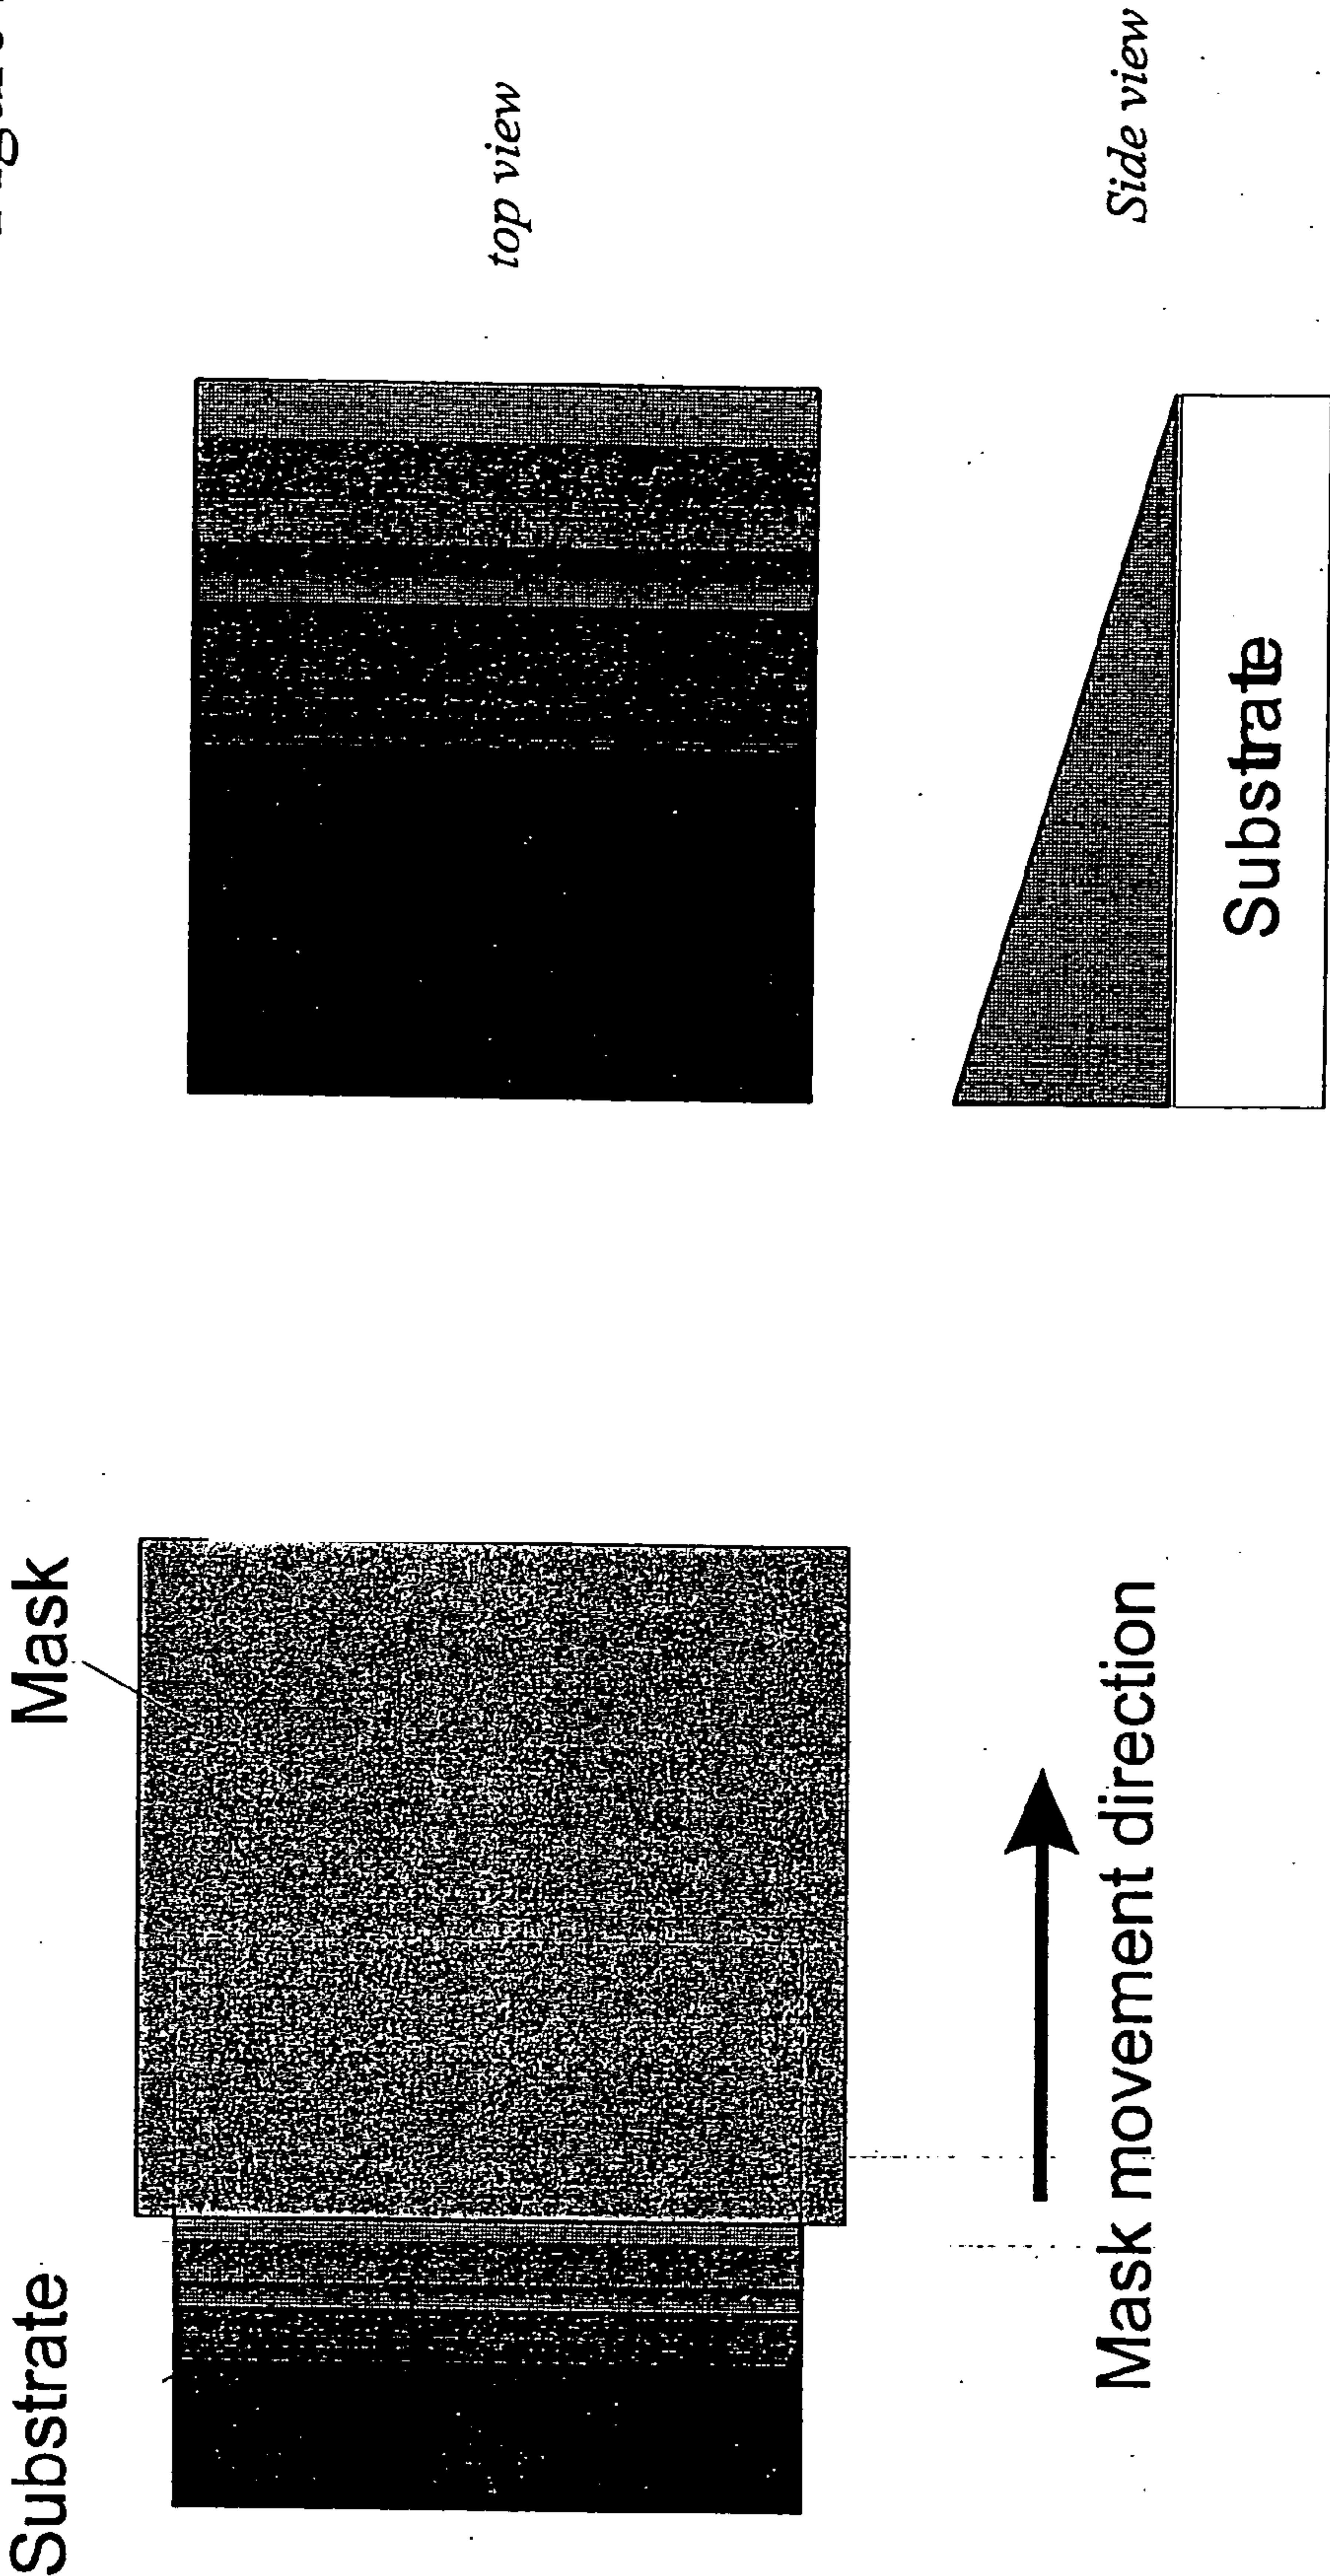 Substrate
Mask
Mask movement direction
top view
Side view
Substrate